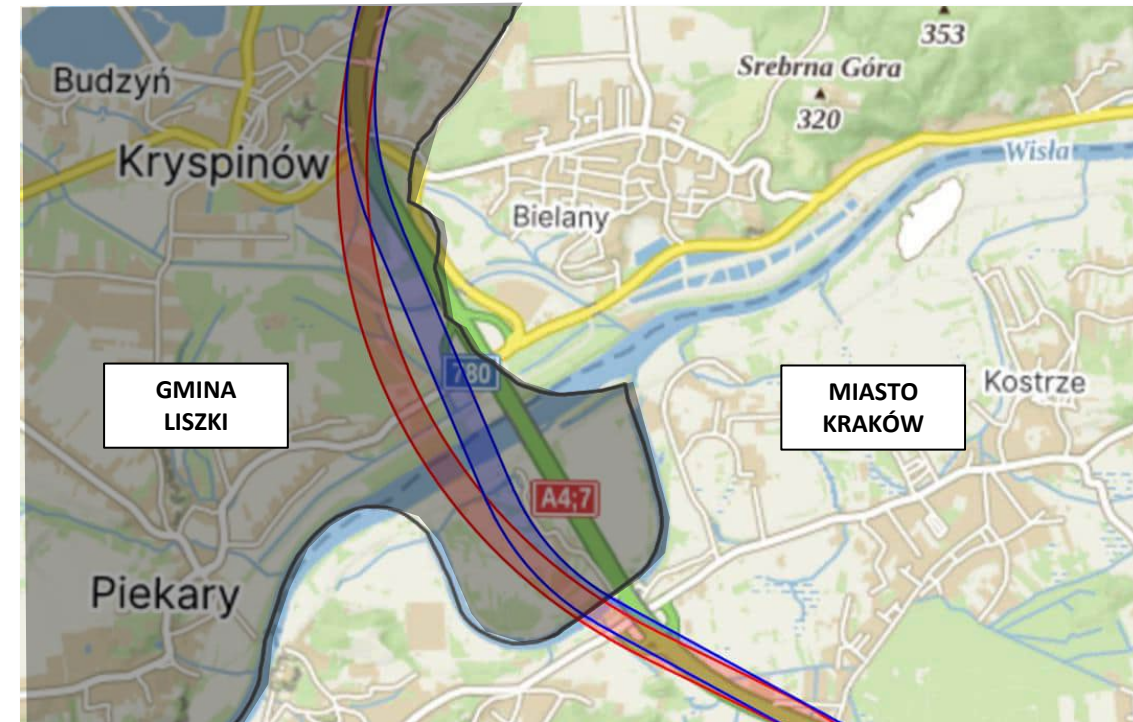 353
Srebrna Góra
320
Budzyń
Kryspinów
Wisła
Bielany
780
GMINA
LISZKI
MIASTO
KRAKÓW
Kostrze
A4;7
Piekary